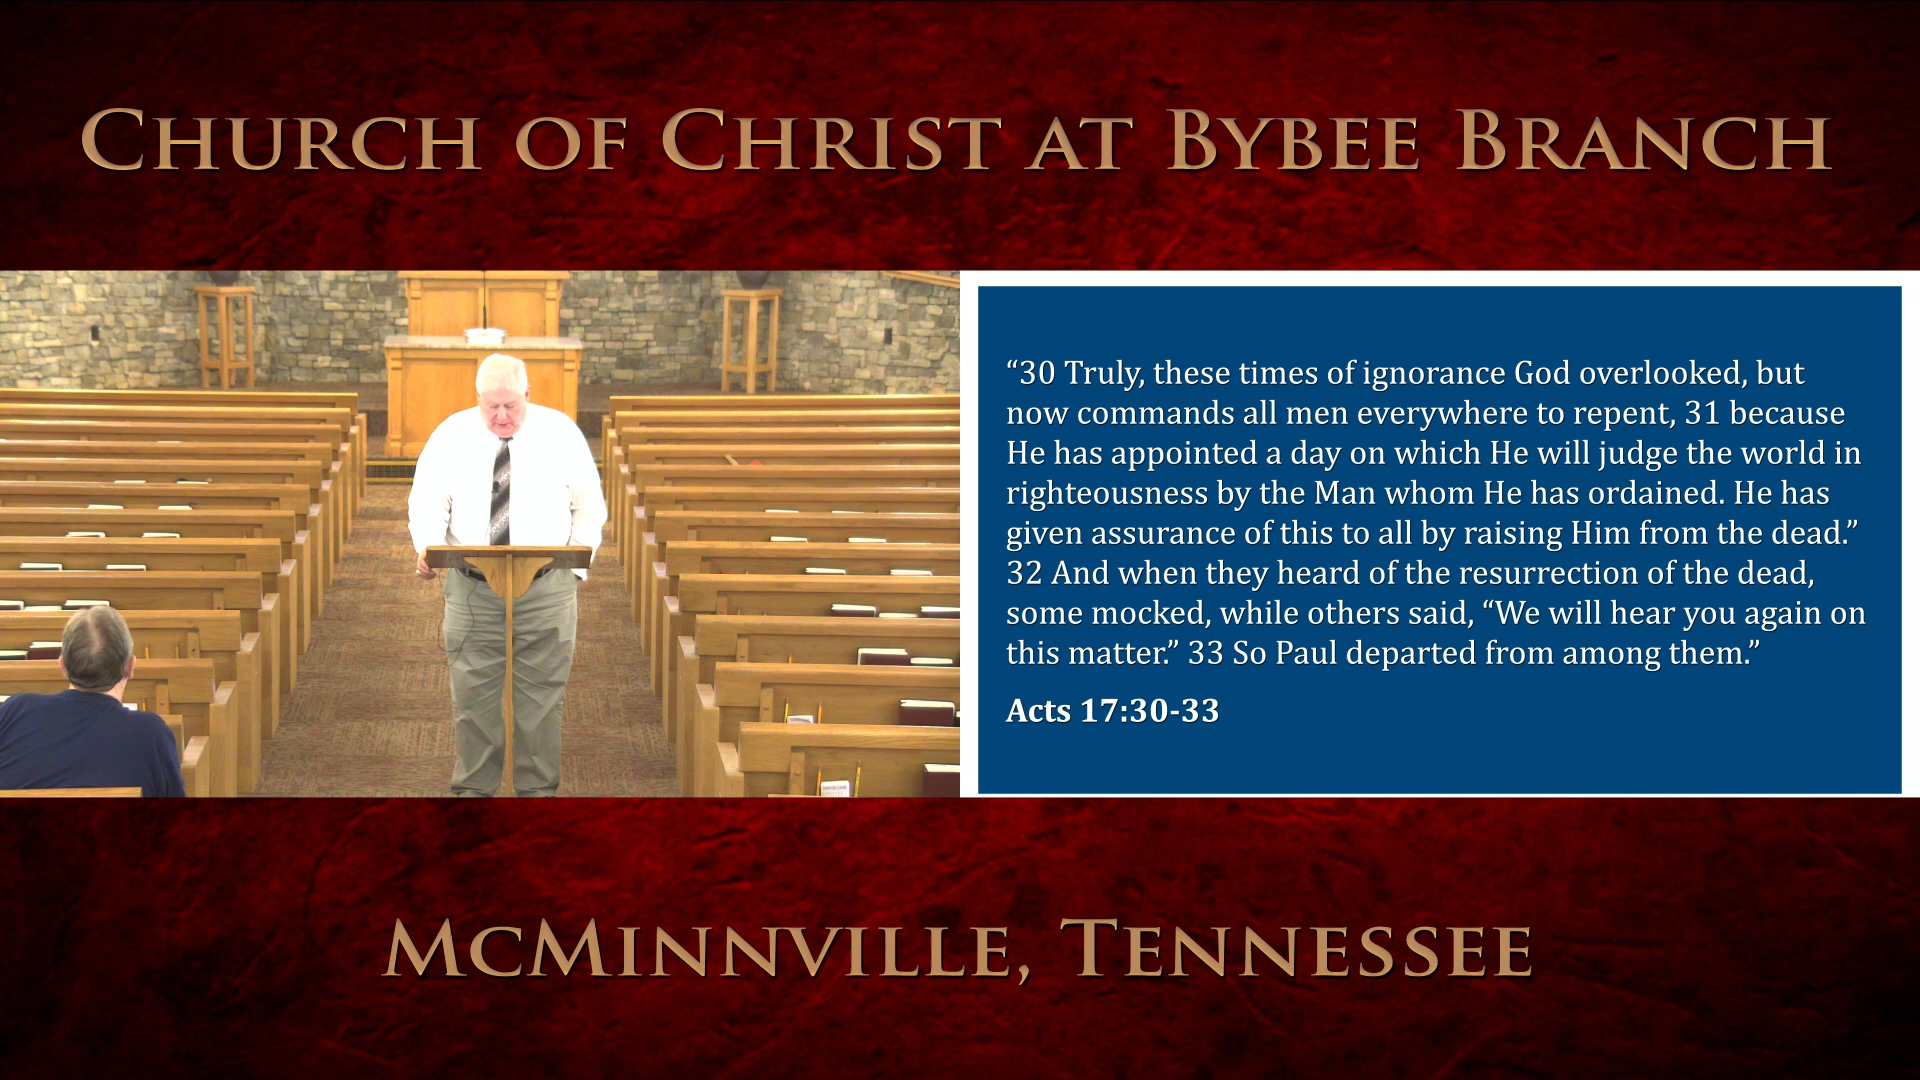 Church of Christ at Bybee Branch
“30 Truly, these times of ignorance God overlooked, but
now commands all men everywhere to repent, 31 because
He has appointed a day on which He will judge the world in
righteousness by the Man whom He has ordained. He has
given assurance of this to all by raising Him from the dead.”
32 And when they heard of the resurrection of the dead,
some mocked, while others said, “We will hear you again on
this matter.” 33 So Paul departed from among them.”
Acts 17:30-33
McMinnville, Tennessee